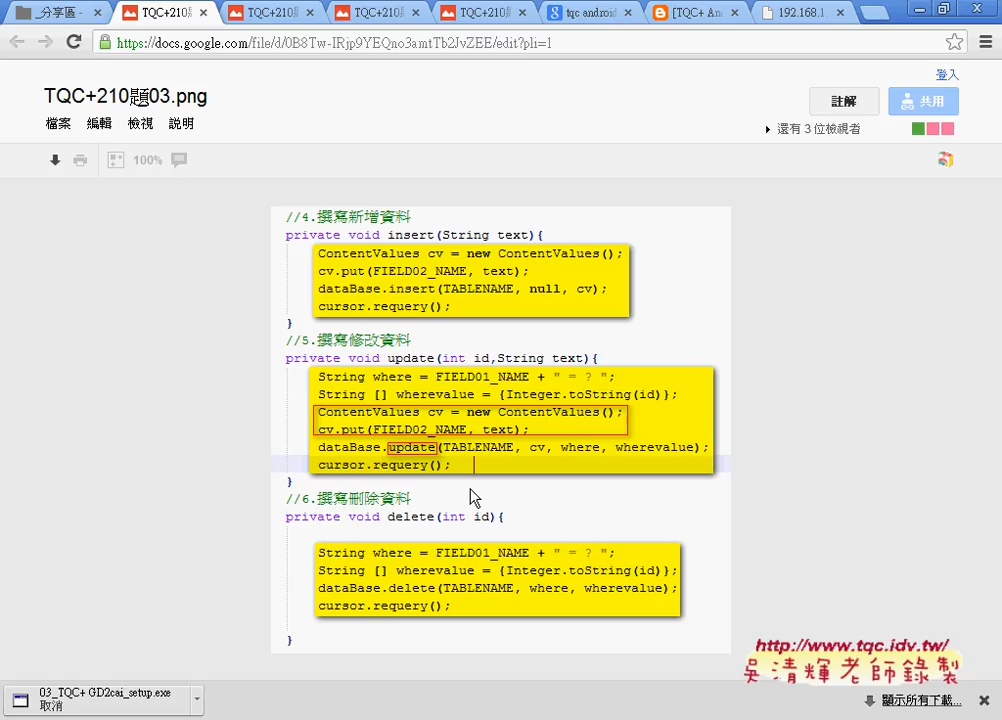 _分享區 -
TQC+210
TQC+210題
TQC+210題
TQC+210題
tqc android
[TQC+ An
192.168.1
https://docs.google.com/file/d/0B8Tw-IRjp9YEQno3amtTb2JvZEE/edit?pli=1
登入
TQC+210題03.png
註解
共用
檔案 編輯 檢視 說明
還有 3 位檢視者
100%
//4.撰寫新增資料
private void insert(String text){
ContentValues cv = new ContentValues();
cv.put(FIELD02_NAME, text);
dataBase.insert(TABLENAME, null, cv);
cursor.requery();
}
//5.撰寫修改資料
private void update(int id,String text){
String where = FIELD01_NAME + " = ? ";
String [] wherevalue = {Integer.toString(id)};
ContentValues cv = new ContentValues();
cv.put(FIELD02_NAME, text);
dataBase.update(TABLENAME, cv, where, wherevalue);
cursor.requery();
}
//6.撰寫刪除資料
private void delete(int id){
String where = FIELD01_NAME + " = ? ";
String [] wherevalue = {Integer.toString(id)};
dataBase.delete(TABLENAME, where, wherevalue);
cursor.requery();
}
http://www.tqc.idv.tw/
吳清輝老師錄製
03_TQC+ GD2cai_setup.exe
取消
顯示所有下載...